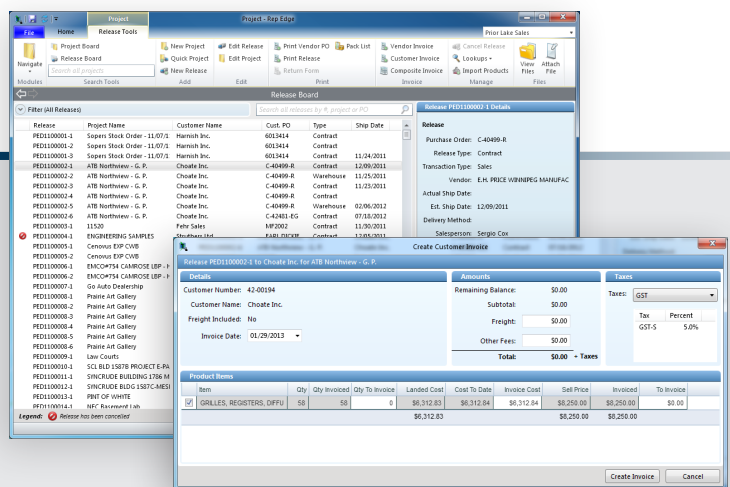 Project
Project - Rep Edge
File Home Release Tools
Prior Lake Sales
Navigate
Project Board
Release Board
Search all projects
New Project
Quick Project
New Release
Edit Release
Edit Project
Print Vendor PO
Pack List
Print Release
Return Form
Vendor Invoice
Customer Invoice
Composite Invoice
Cancel Release
Lookups
Import Products
View Files
Attach File
Modules Search Tools Add Edit Print Invoice Manage Files
Release Board
Filter (All Releases)
Search all releases by #, project or PO
Release Project Name Customer Name Cust. PO Type Ship Date
PED1100001-1 Sopers Stock Order - 11/07/1 Harnish Inc. 6013414 Contract
PED1100001-2 Sopers Stock Order - 11/07/1 Harnish Inc. 6013414 Contract
PED1100001-3 Sopers Stock Order - 11/07/1 Harnish Inc. 6013414 Contract 11/24/2011
PED1100002-1 ATB Northview - G. P. Choate Inc. C-40499-R Contract 12/09/2011
PED1100002-2 ATB Northview - G. P. Choate Inc. C-40499-R Warehouse 11/25/2011
PED1100002-3 ATB Northview - G. P. Choate Inc. C-40499-R Contract 11/23/2011
PED1100002-4 ATB Northview - G. P. Choate Inc. C-40499-R Contract
PED1100002-5 ATB Northview - G. P. Choate Inc. C-40499-R Warehouse 02/06/2012
PED1100002-6 ATB Northview - G. P. Choate Inc. C-42481-EG Contract 07/18/2012
PED1100003-1 11520 Fehr Sales MF2002 Contract 11/30/2011
PED1100004-1 ENGINEERING SAMPLES Struthers Ltd. EARL DICKIE Contract 12/05/2011
PED1100005-1 Cenovus EXP CWB
PED1100005-2 Cenovus EXP CWB
PED1100006-1 EMCO#754 CAMROSE LBP - H
PED1100006-2 EMCO#754 CAMROSE LBP - H
PED1100007-1 Go Auto Dealership
PED1100008-1 Prairie Art Gallery
PED1100008-2 Prairie Art Gallery
PED1100008-3 Prairie Art Gallery
PED1100008-4 Prairie Art Gallery
PED1100008-5 Prairie Art Gallery
PED1100008-6 Prairie Art Gallery
PED1100009-1 Law Courts
PED1100010-1 SCL BLD 1587B PROJECT E-PA
PED1100011-1 SYNCRUDE BUILDING 1786 M
PED1100012-1 SYNCRUDE BLDG 1587C-MESI
PED1100013-1 PINT OF WHYTE
PED1100014-1 NEC Basement Lab
Legend: Release has been cancelled
Release PED1100002-1 Details
Release
Purchase Order: C-40499-R
Release Type: Contract
Transaction Type: Sales
Vendor: E.H. PRICE WINNIPEG MANUFAC
Actual Ship Date:
Est. Ship Date: 12/09/2011
Delivery Method:
Salesperson: Sergio Cox
Create Customer Invoice
Release PED1100002-1 to Choate Inc. for ATB Northview - G. P.
Details
Customer Number: 42-00194
Customer Name: Choate Inc.
Freight Included: No
Invoice Date: 01/29/2013
Amounts
Remaining Balance: $0.00
Subtotal: $0.00
Freight: $0.00
Other Fees: $0.00
Total: $0.00 + Taxes
Taxes
Taxes: GST
Tax Percent
GST-S 5.0%
Product Items
Item Qty Qty Invoiced Qty To Invoice Landed Cost Cost To Date Invoice Cost Sell Price Invoiced To Invoice
GRILLES, REGISTERS, DIFFU 58 58 0 $6,312.83 $6,312.84 $6,312.84 $8,250.00 $8,250.00 $0.00
$6,312.83 $8,250.00 $8,250.00
Create Invoice Cancel